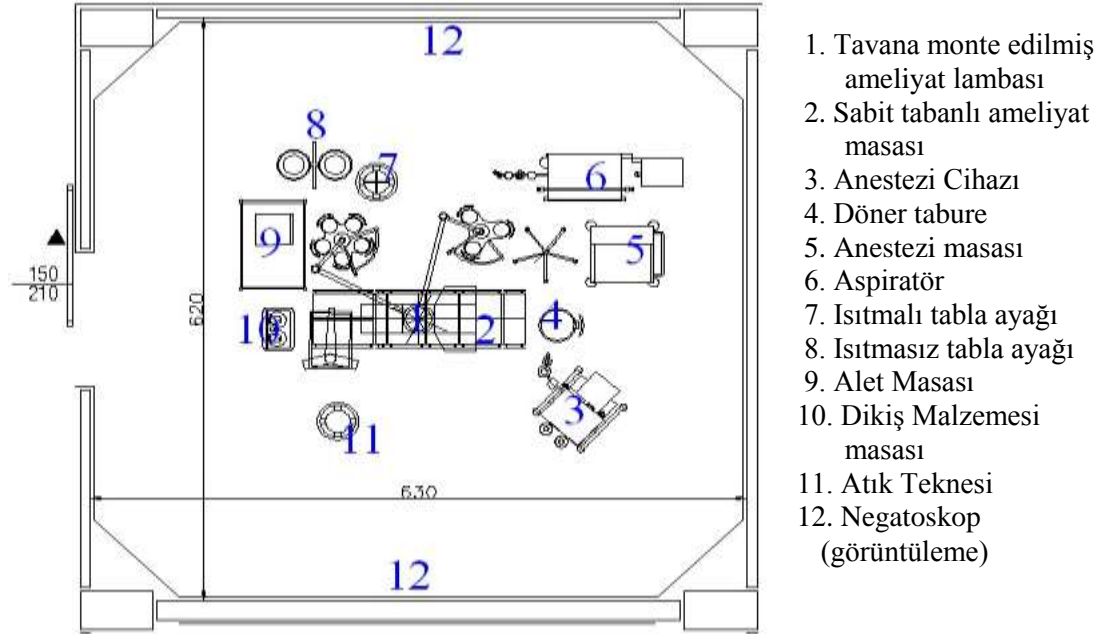 12
1. Tavana monte edilmiş
ameliyat lambası
2. Sabit tabanlı ameliyat
masası
3. Anestezi Cihazı
4. Döner tabure
5. Anestezi masası
6. Aspiratör
7. Isıtmalı tabla ayağı
8. Isıtmasız tabla ayağı
9. Alet Masası
10. Dikiş Malzemesi
masası
11. Atık Teknesi
12. Negatoskop
(görüntüleme)
8
7
6
9
5
150
210
620
10
1
2
4
3
11
630
12